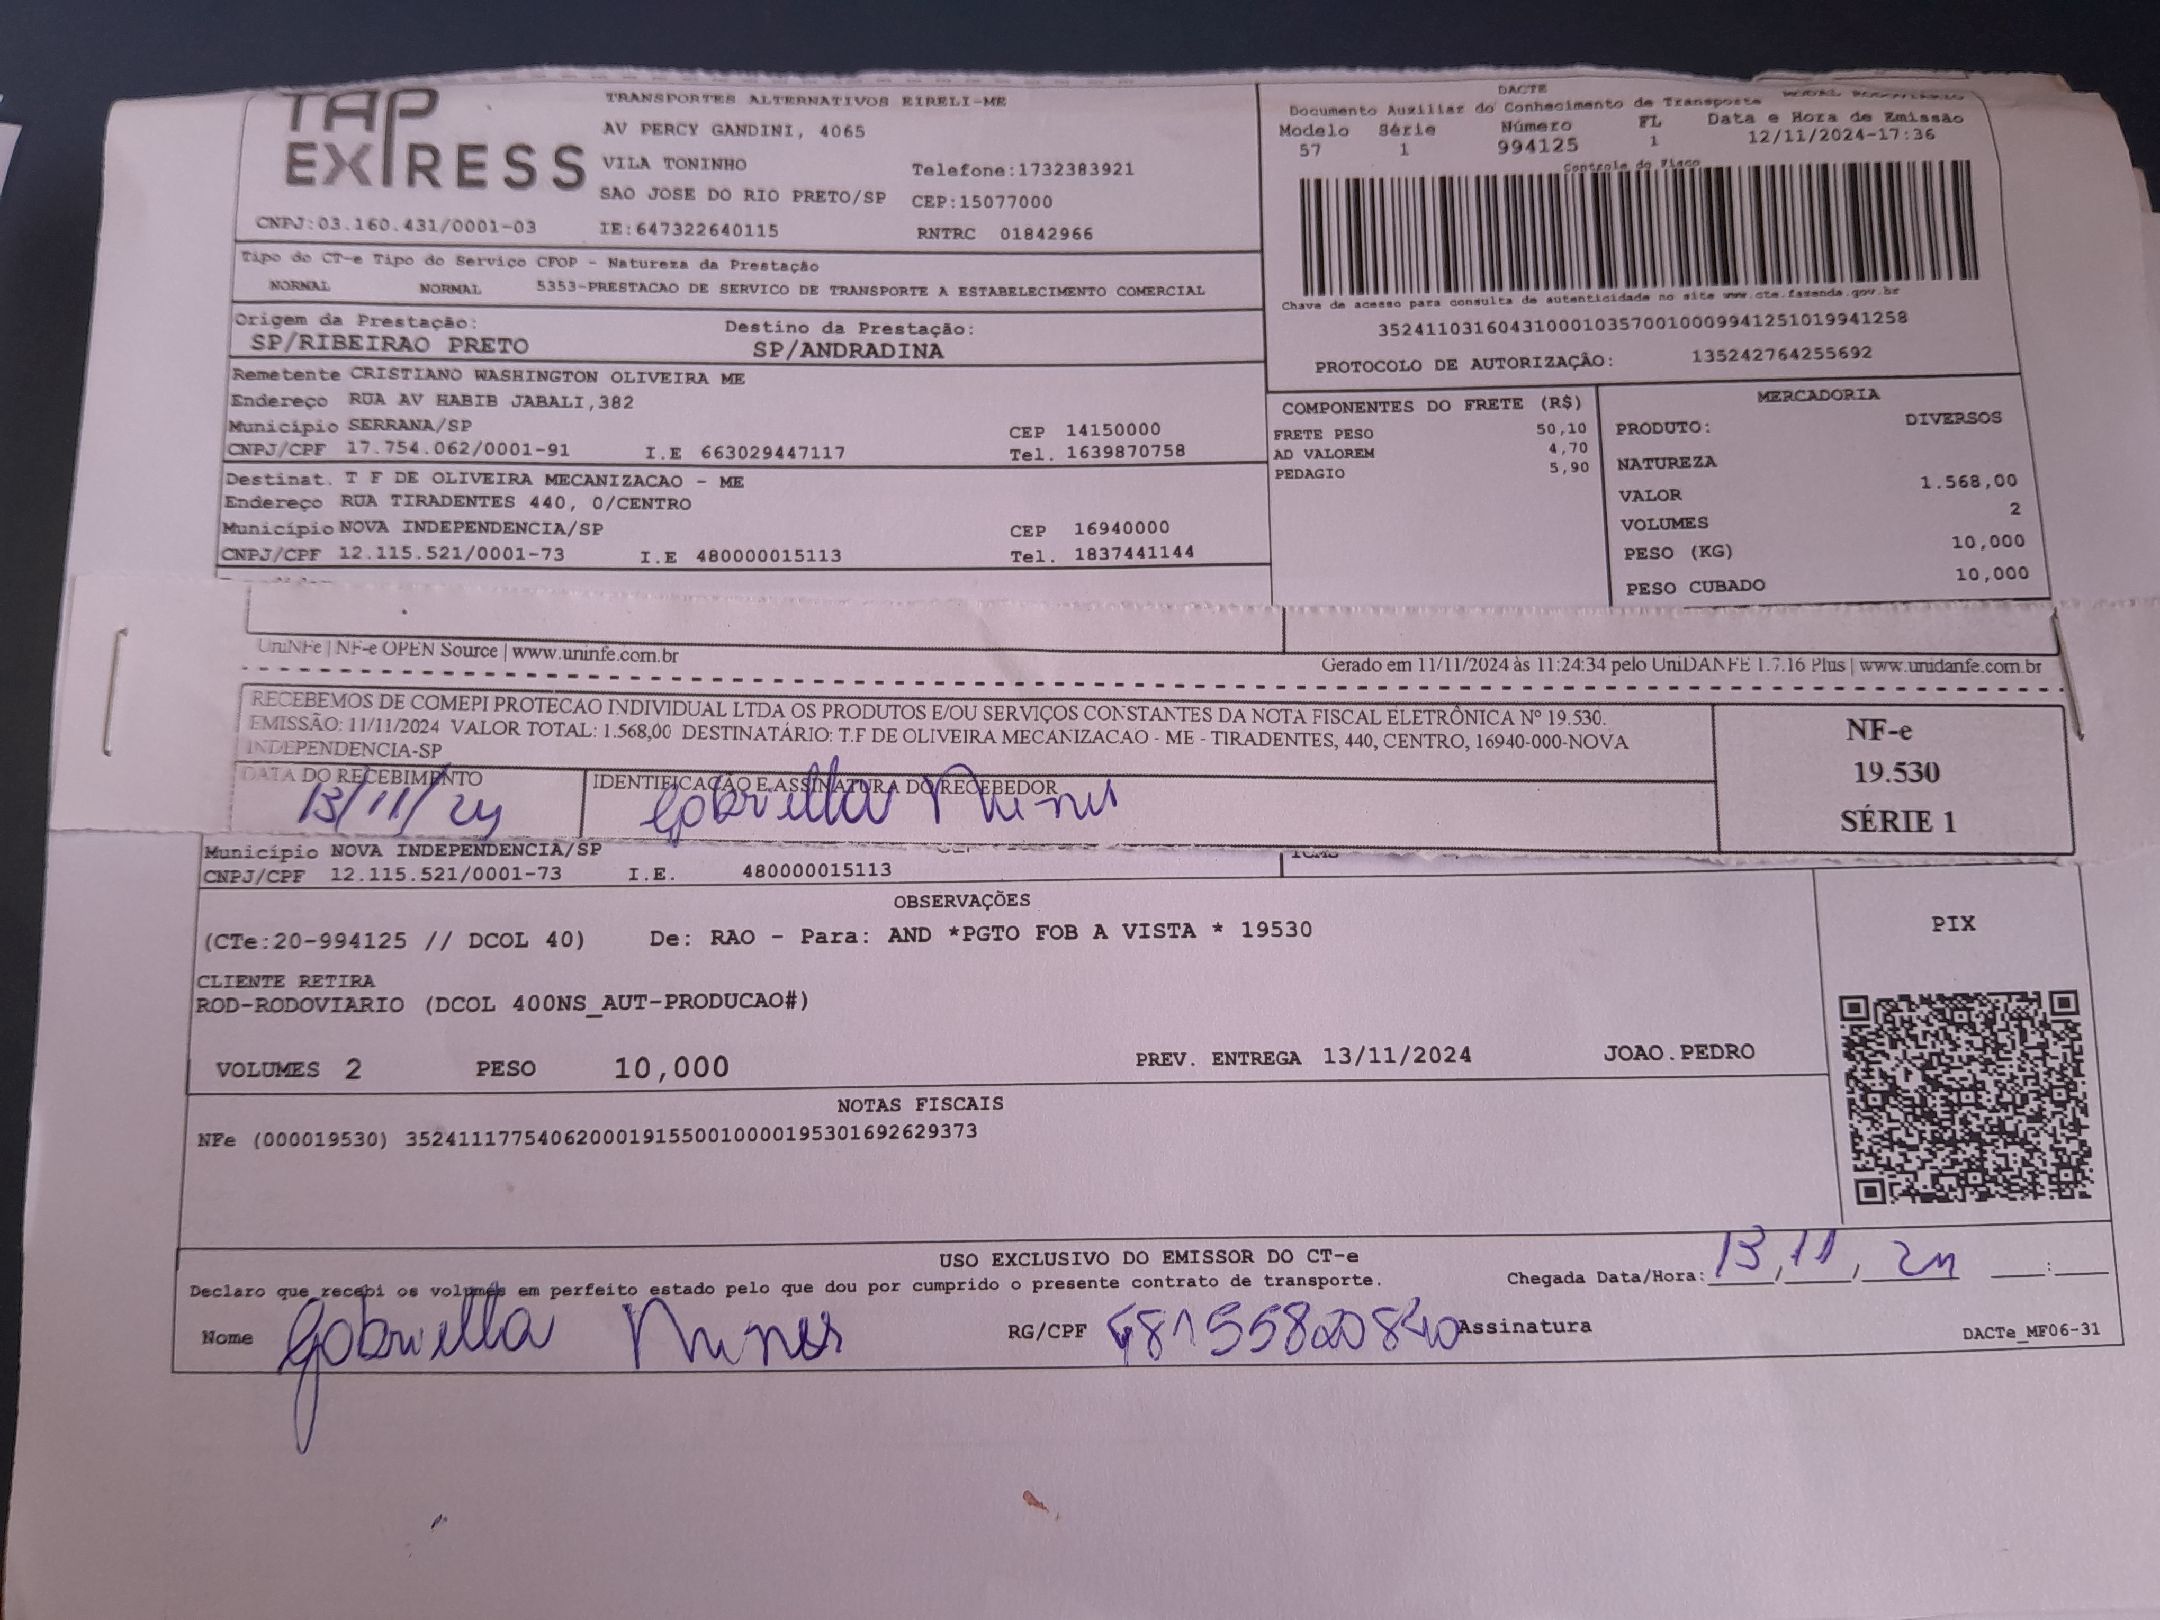 TAP EXPRESS
TRANSPORTES ALTERNATIVOS EIRELI-ME
AV PERCY GANDINI, 4065
VILA TONINHO Telefone:1732383921
SAO JOSE DO RIO PRETO/SP CEP:15077000
CNPJ:03.160.431/0001-03 IE:647322640115 RNTRC 01842966
DACTE
Documento Auxiliar do Conhecimento de Transporte
Modelo Série Número FL Data e Hora de Emissão
57 1 994125 1 12/11/2024-17:36
Controle do Fisco
Chave de acesso para consulta de autenticidade no site www.cte.fazenda.gov.br
35241103160431000103570010009941251019941258
PROTOCOLO DE AUTORIZAÇÃO: 135242764255692
Tipo do CT-e Tipo do Serviço CFOP - Natureza da Prestação
NORMAL NORMAL 5353-PRESTACAO DE SERVICO DE TRANSPORTE A ESTABELECIMENTO COMERCIAL
Origem da Prestação: Destino da Prestação:
SP/RIBEIRAO PRETO SP/ANDRADINA
Remetente CRISTIANO WASHINGTON OLIVEIRA ME
Endereço RUA AV HABIB JABALI,382
Município SERRANA/SP CEP 14150000
CNPJ/CPF 17.754.062/0001-91 I.E 663029447117 Tel. 1639870758
Destinat. T F DE OLIVEIRA MECANIZACAO - ME
Endereço RUA TIRADENTES 440, 0/CENTRO
Município NOVA INDEPENDENCIA/SP CEP 16940000
CNPJ/CPF 12.115.521/0001-73 I.E 480000015113 Tel. 1837441144
COMPONENTES DO FRETE (R$)
FRETE PESO 50,10
AD VALOREM 4,70
PEDAGIO 5,90
MERCADORIA
PRODUTO: DIVERSOS
NATUREZA
VALOR 1.568,00
VOLUMES 2
PESO (KG) 10,000
PESO CUBADO 10,000
UniNFe | NF-e OPEN Source | www.uninfe.com.br Gerado em 11/11/2024 às 11:24:34 pelo UniDANFE 1.7.16 Plus | www.unidanfe.com.br
RECEBEMOS DE COMEPI PROTECAO INDIVIDUAL LTDA OS PRODUTOS E/OU SERVIÇOS CONSTANTES DA NOTA FISCAL ELETRÔNICA Nº 19.530.
EMISSÃO: 11/11/2024 VALOR TOTAL: 1.568,00 DESTINATÁRIO: T.F DE OLIVEIRA MECANIZACAO - ME - TIRADENTES, 440, CENTRO, 16940-000-NOVA
INDEPENDENCIA-SP
DATA DO RECEBIMENTO IDENTIFICAÇÃO E ASSINATURA DO RECEBEDOR
13/11/24 Gabriella Nunes
NF-e
19.530
SÉRIE 1
Município NOVA INDEPENDENCIA/SP
CNPJ/CPF 12.115.521/0001-73 I.E. 480000015113
OBSERVAÇÕES
(CTe:20-994125 // DCOL 40) De: RAO - Para: AND *PGTO FOB A VISTA * 19530
CLIENTE RETIRA
ROD-RODOVIARIO (DCOL 400NS_AUT-PRODUCAO#)
VOLUMES 2 PESO 10,000 PREV. ENTREGA 13/11/2024 JOAO.PEDRO
PIX
NOTAS FISCAIS
NFe (000019530) 35241117754062000191550010000195301692629373
USO EXCLUSIVO DO EMISSOR DO CT-e
Declaro que recebi os volumes em perfeito estado pelo que dou por cumprido o presente contrato de transporte.
Chegada Data/Hora: 13, 11, 24 :
Nome Gabriella Nunes RG/CPF 48155820840 Assinatura
DACTe_MF06-31